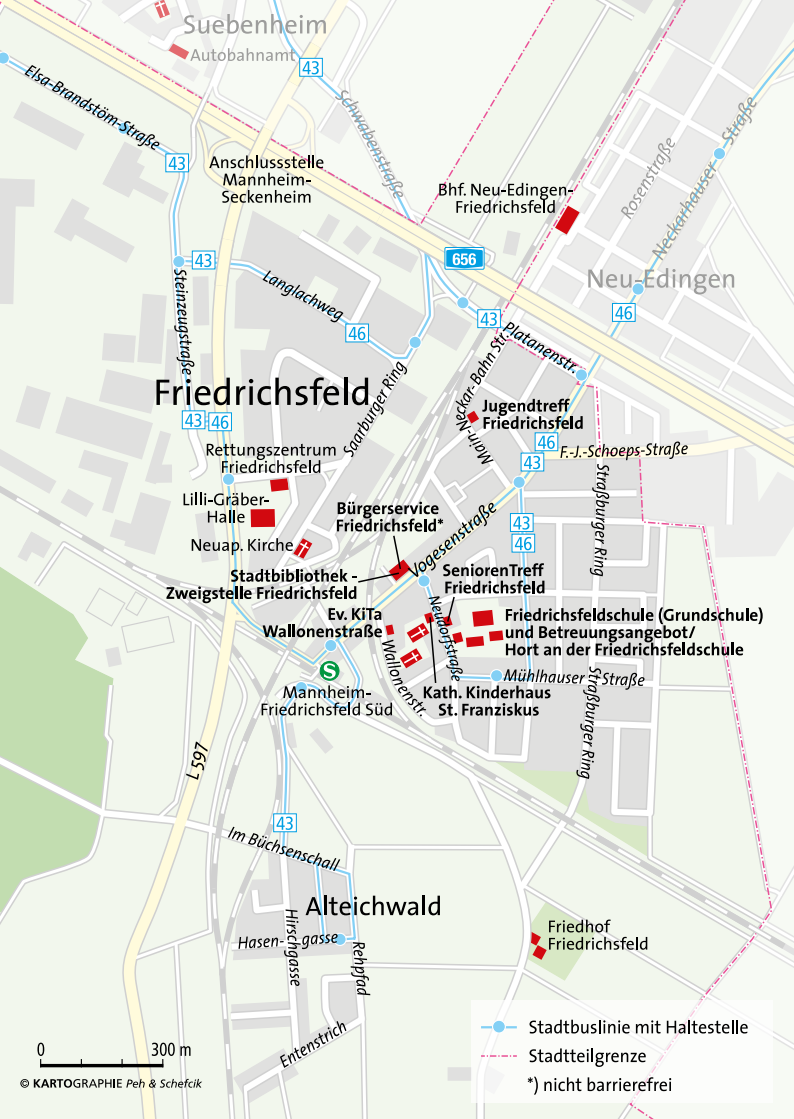 Suebenheim
Autobahnamt
43
Elsa-Brandstöm-Straße
Schwabenstraße
43
Anschlussstelle
Mannheim-
Seckenheim
Bhf. Neu-Edingen-
Friedrichsfeld
Rosenstraße
Neckarhauser Straße
656
43
Neu-Edingen
Steinzeugstraße
Langlachweg
46
43
46
Platanenstr.
Friedrichsfeld
Saarburger Ring
Main-Neckar-Bahn Str.
Jugendtreff
Friedrichsfeld
43
46
46
43
F.-J.-Schoeps-Straße
Rettungszentrum
Friedrichsfeld
Lilli-Gräber-
Halle
Neuap. Kirche
Bürgerservice
Friedrichsfeld*
Vogesenstraße
43
46
Straßburger Ring
Stadtbibliothek -
Zweigstelle Friedrichsfeld
SeniorenTreff
Friedrichsfeld
Ev. KiTa
Wallonenstraße
Neudorfstraße
Friedrichsfeldschule (Grundschule)
und Betreuungsangebot/
Hort an der Friedrichsfeldschule
Wallonenstr.
S
Mannheim-
Friedrichsfeld Süd
Kath. Kinderhaus
St. Franziskus
Mühlhauser Straße
Straßburger Ring
L 597
43
Im Büchsenschall
Alteichwald
Hasen-gasse
Hirschgasse
Rehpfad
Friedhof
Friedrichsfeld
Entenstrich
Stadtbuslinie mit Haltestelle
Stadtteilgrenze
*) nicht barrierefrei
0 300 m
© KARTOGRAPHIE Peh & Schefcik